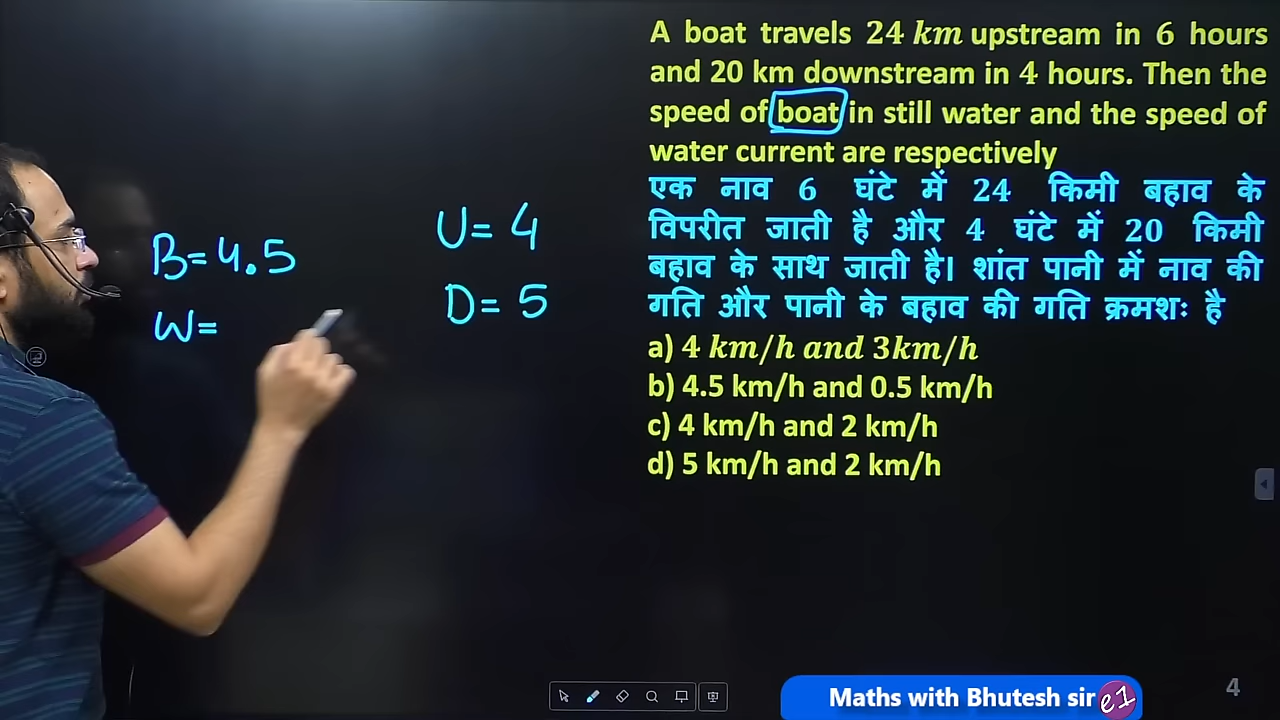 A boat travels 24 km upstream in 6 hours
and 20 km downstream in 4 hours. Then the
speed of boat in still water and the speed of
water current are respectively
एक नाव 6 घंटे में 24 किमी बहाव के
विपरीत जाती है और 4 घंटे में 20 किमी
बहाव के साथ जाती है। शांत पानी में नाव की
गति और पानी के बहाव की गति क्रमशः है
a) 4 km/h and 3km/h
b) 4.5 km/h and 0.5 km/h
c) 4 km/h and 2 km/h
d) 5 km/h and 2 km/h
U= 4
D= 5
B=4.5
W=
Maths with Bhutesh sir e1
4